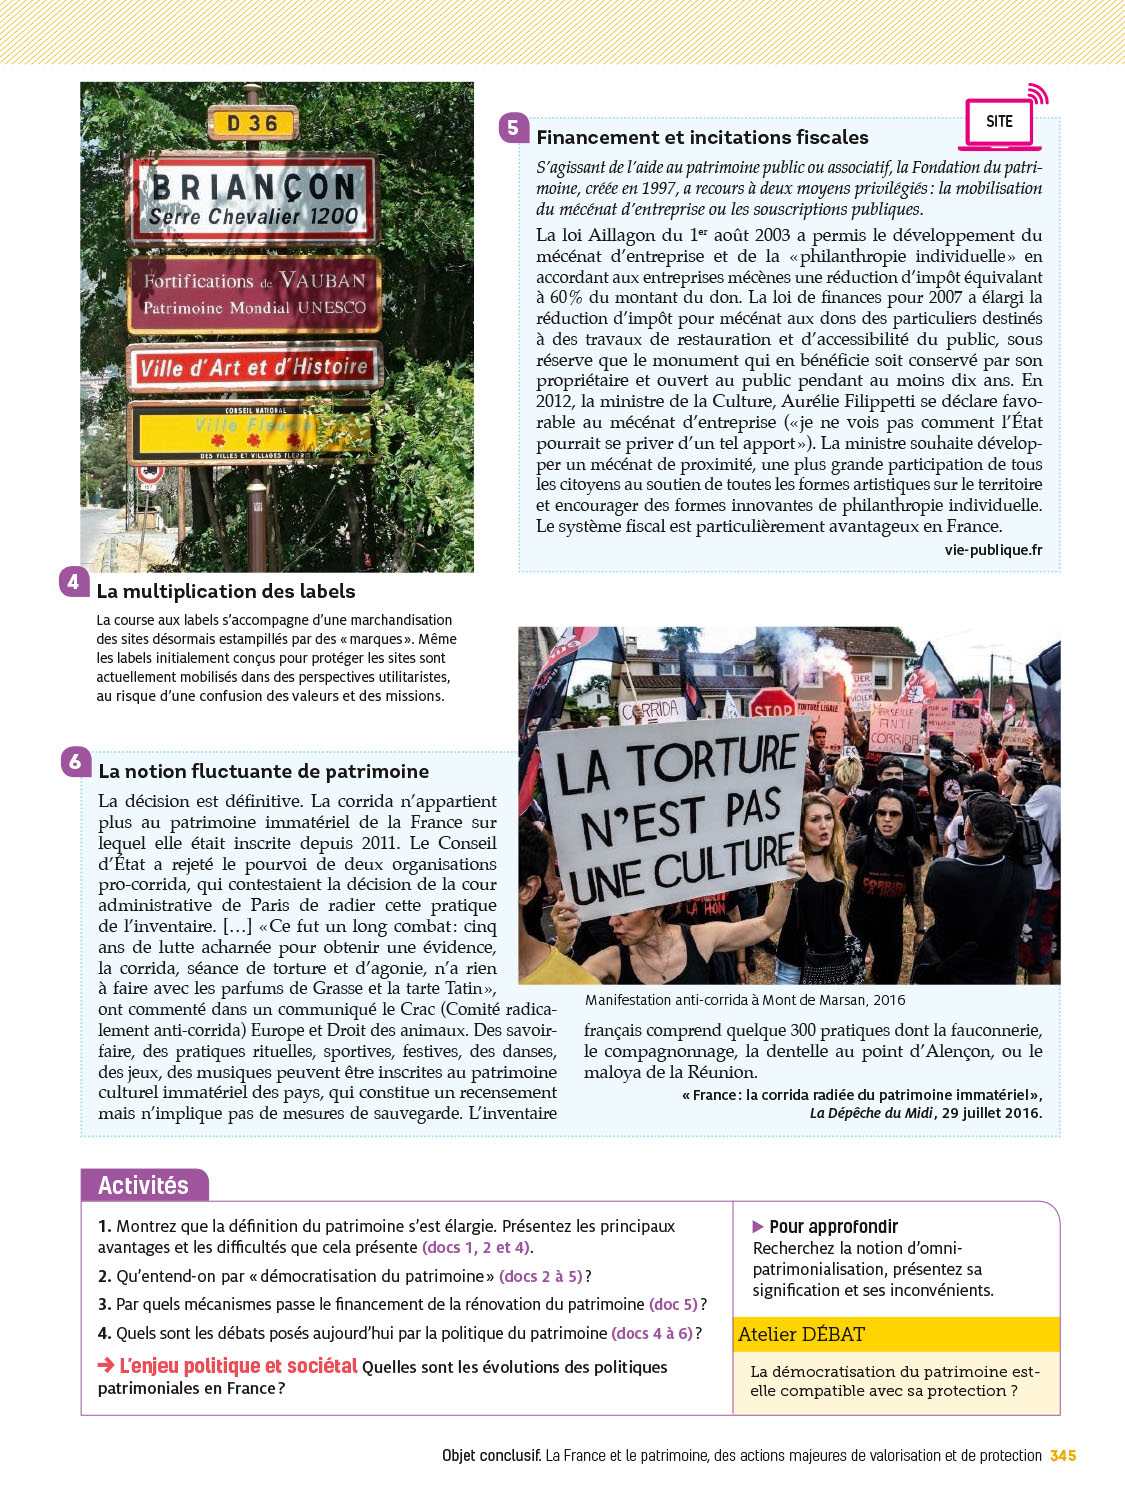 D 36
BRIANÇON
Serre Chevalier 1200
Fortifications de VAUBAN
Patrimoine Mondial UNESCO
Ville d'Art et d'Histoire
CONSEIL NATIONAL
Ville Fleurie
DES VILLES ET VILLAGES FLEURIS
4
La multiplication des labels
La course aux labels s'accompagne d'une marchandisation
des sites désormais estampillés par des « marques ». Même
les labels initialement conçus pour protéger les sites sont
actuellement mobilisés dans des perspectives utilitaristes,
au risque d'une confusion des valeurs et des missions.
SITE
5
Financement et incitations fiscales
S'agissant de l'aide au patrimoine public ou associatif, la Fondation du patri-
moine, créée en 1997, a recours à deux moyens privilégiés : la mobilisation
du mécénat d'entreprise ou les souscriptions publiques.
La loi Aillagon du 1er août 2003 a permis le développement du
mécénat d'entreprise et de la « philanthropie individuelle » en
accordant aux entreprises mécènes une réduction d'impôt équivalant
à 60 % du montant du don. La loi de finances pour 2007 a élargi la
réduction d'impôt pour mécénat aux dons des particuliers destinés
à des travaux de restauration et d'accessibilité du public, sous
réserve que le monument qui en bénéficie soit conservé par son
propriétaire et ouvert au public pendant au moins dix ans. En
2012, la ministre de la Culture, Aurélie Filippetti se déclare favo-
rable au mécénat d'entreprise (« je ne vois pas comment l'État
pourrait se priver d'un tel apport »). La ministre souhaite dévelop-
per un mécénat de proximité, une plus grande participation de tous
les citoyens au soutien de toutes les formes artistiques sur le territoire
et encourager des formes innovantes de philanthropie individuelle.
Le système fiscal est particulièrement avantageux en France.
vie-publique.fr
6
La notion fluctuante de patrimoine
La décision est définitive. La corrida n'appartient
plus au patrimoine immatériel de la France sur
lequel elle était inscrite depuis 2011. Le Conseil
d'État a rejeté le pourvoi de deux organisations
pro-corrida, qui contestaient la décision de la cour
administrative de Paris de radier cette pratique
de l'inventaire. […] « Ce fut un long combat : cinq
ans de lutte acharnée pour obtenir une évidence,
la corrida, séance de torture et d'agonie, n'a rien
à faire avec les parfums de Grasse et la tarte Tatin »,
ont commenté dans un communiqué le Crac (Comité radica-
lement anti-corrida) Europe et Droit des animaux. Des savoir-
faire, des pratiques rituelles, sportives, festives, des danses,
des jeux, des musiques peuvent être inscrites au patrimoine
culturel immatériel des pays, qui constitue un recensement
mais n'implique pas de mesures de sauvegarde. L'inventaire
CORRIDA
STOP
TORTURE LEGALE
MARSEILLE
ANTI
CORRIDA
LA TORTURE
N'EST PAS
UNE CULTURE
Manifestation anti-corrida à Mont de Marsan, 2016
français comprend quelque 300 pratiques dont la fauconnerie,
le compagnonnage, la dentelle au point d'Alençon, ou le
maloya de la Réunion.
« France : la corrida radiée du patrimoine immatériel »,
La Dépêche du Midi, 29 juillet 2016.
Activités
1. Montrez que la définition du patrimoine s'est élargie. Présentez les principaux
avantages et les difficultés que cela présente (docs 1, 2 et 4).
2. Qu'entend-on par « démocratisation du patrimoine » (docs 2 à 5) ?
3. Par quels mécanismes passe le financement de la rénovation du patrimoine (doc 5) ?
4. Quels sont les débats posés aujourd'hui par la politique du patrimoine (docs 4 à 6) ?
➔ L'enjeu politique et sociétal Quelles sont les évolutions des politiques
patrimoniales en France ?
▶ Pour approfondir
Recherchez la notion d'omni-
patrimonialisation, présentez sa
signification et ses inconvénients.
Atelier DÉBAT
La démocratisation du patrimoine est-
elle compatible avec sa protection ?
Objet conclusif. La France et le patrimoine, des actions majeures de valorisation et de protection 345